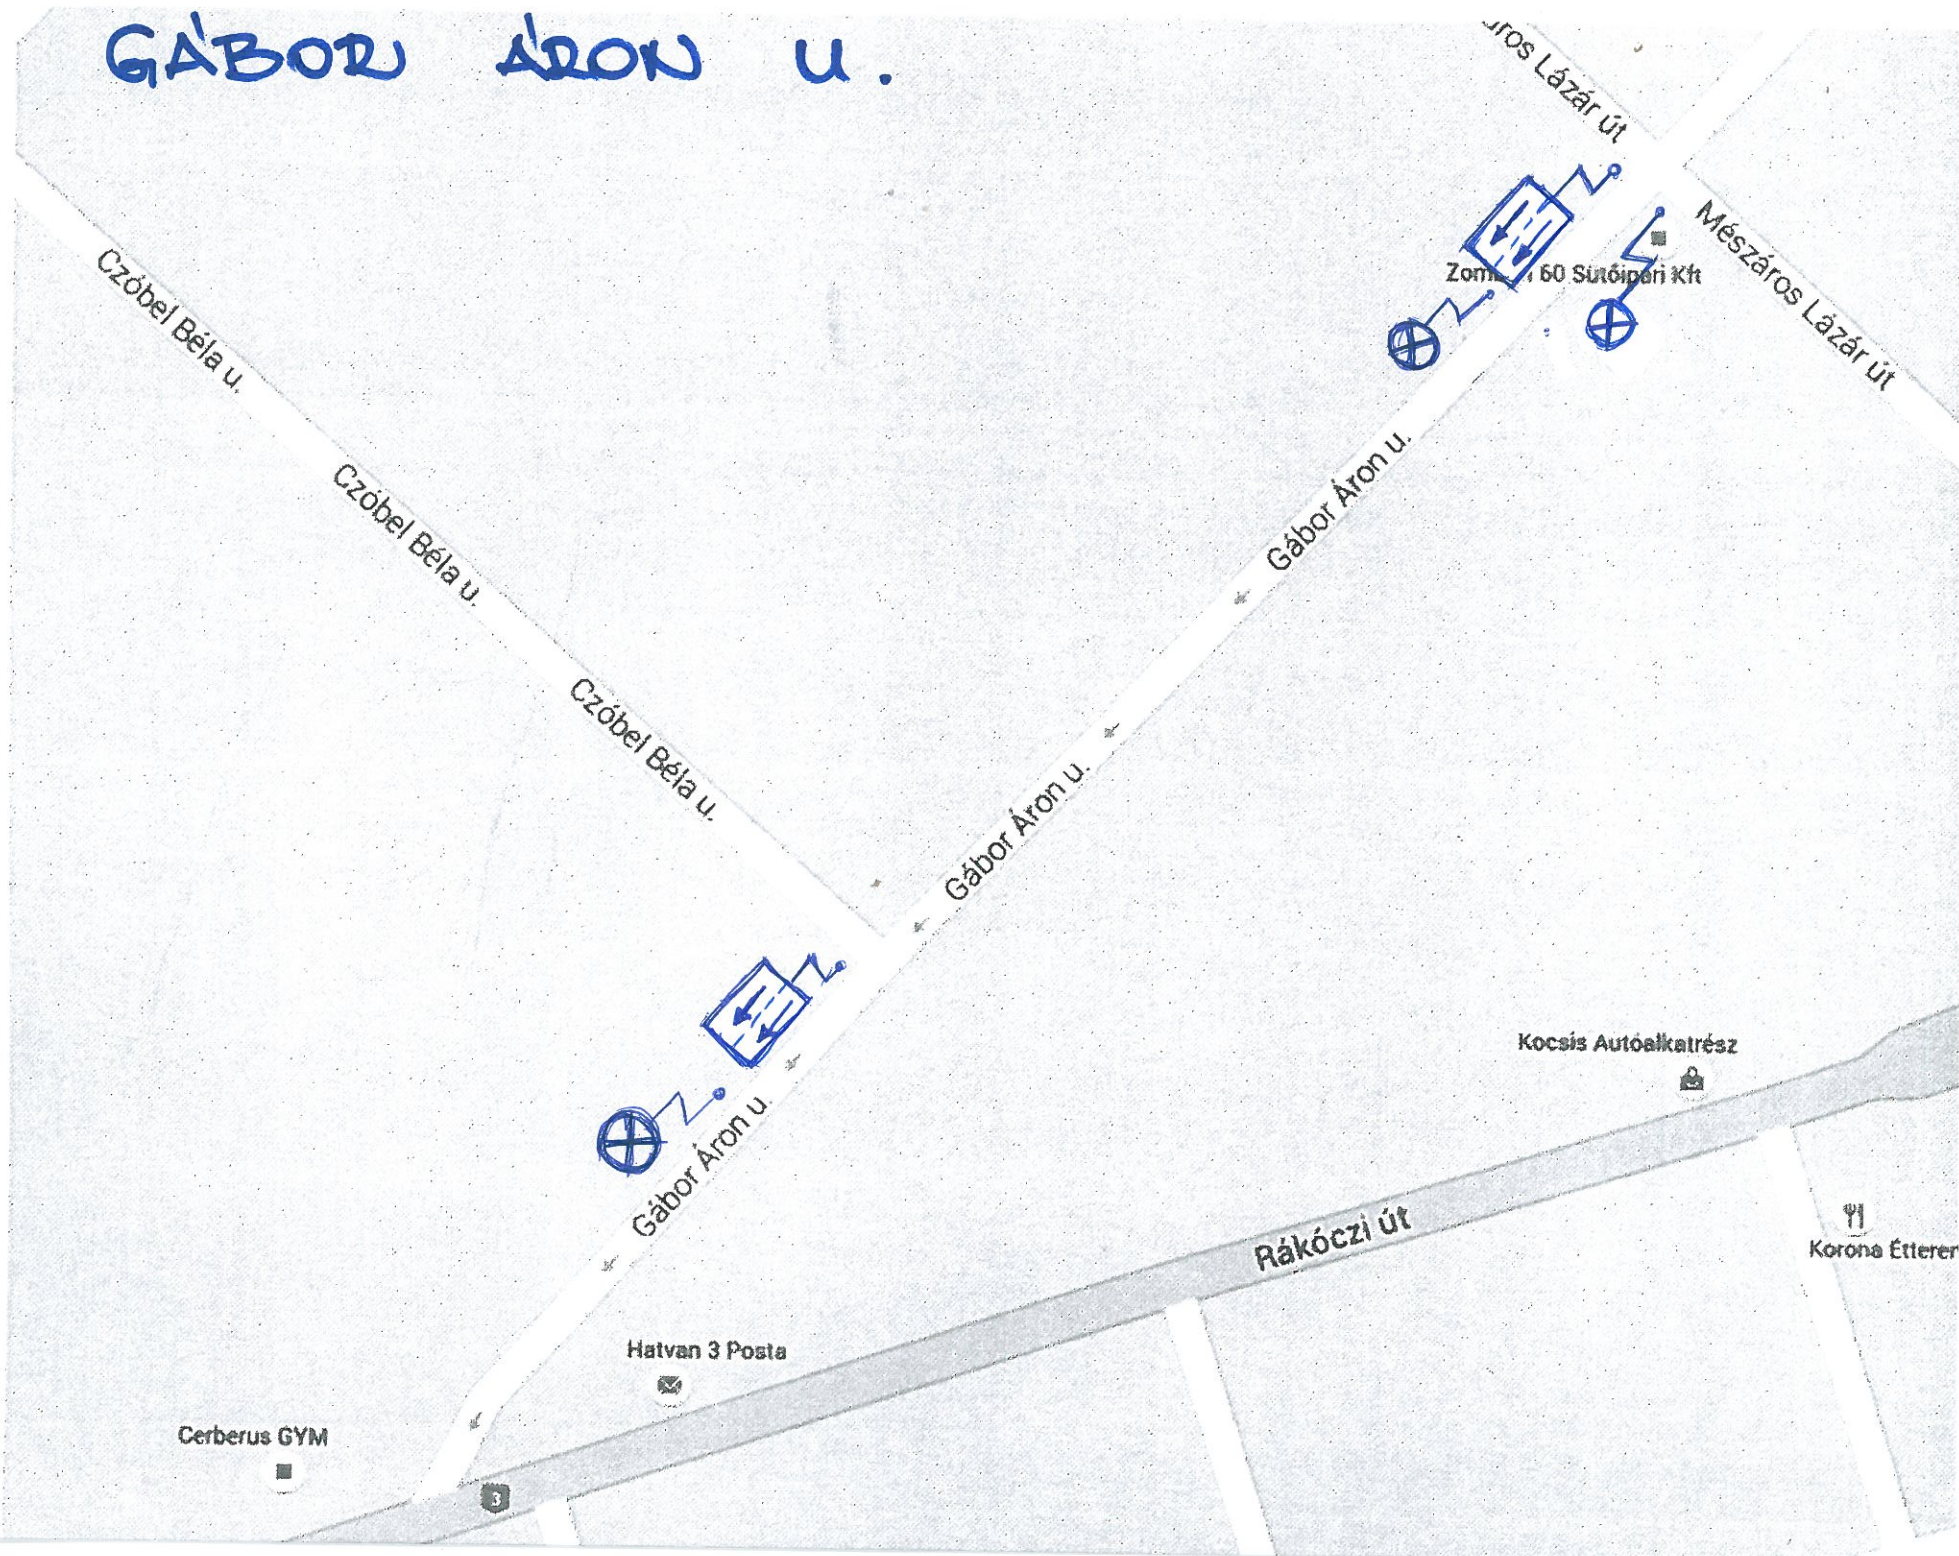 GÁBOR ÁRON U.
áros Lázár út
Mészáros Lázár út
60 Sütőipari Kft
Czóbel Béla u.
Gábor Áron u.
Czóbel Béla u.
Czóbel Béla u.
Gábor Áron u.
Kocsis Autóalkatrész
Gábor Áron u.
Rákóczi út
Korona Étterem
Hatvan 3 Posta
Cerberus GYM
3